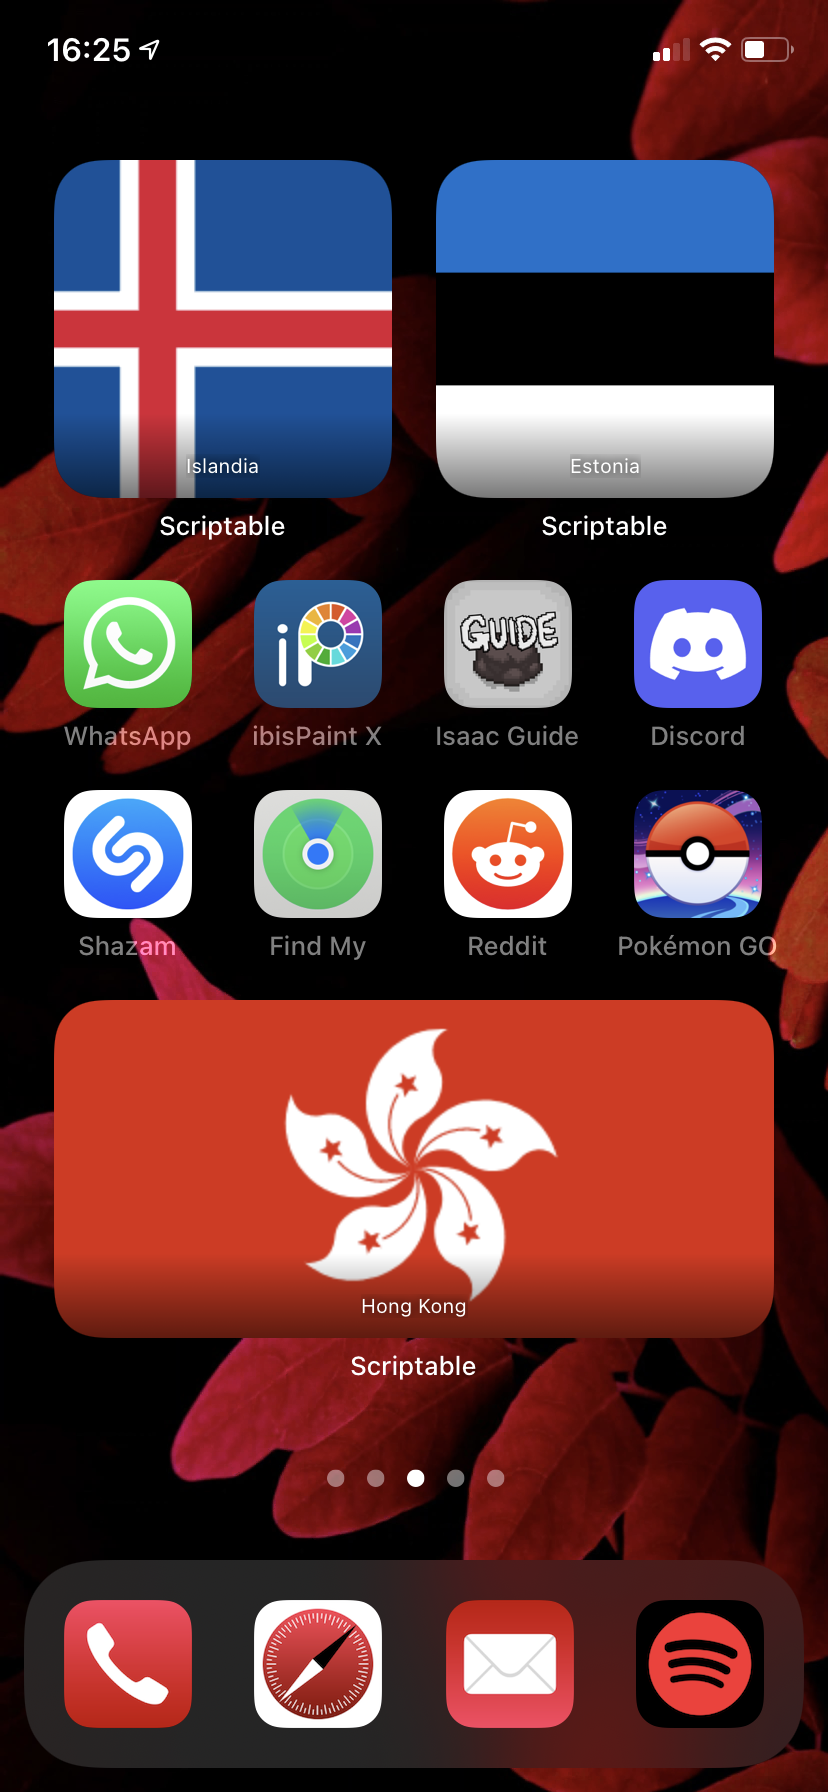 16:25
Islandia
Estonia
Scriptable
Scriptable
iP
GUIDE
WhatsApp
ibisPaint X
Isaac Guide
Discord
Shazam
Find My
Reddit
Pokémon GO
Hong Kong
Scriptable